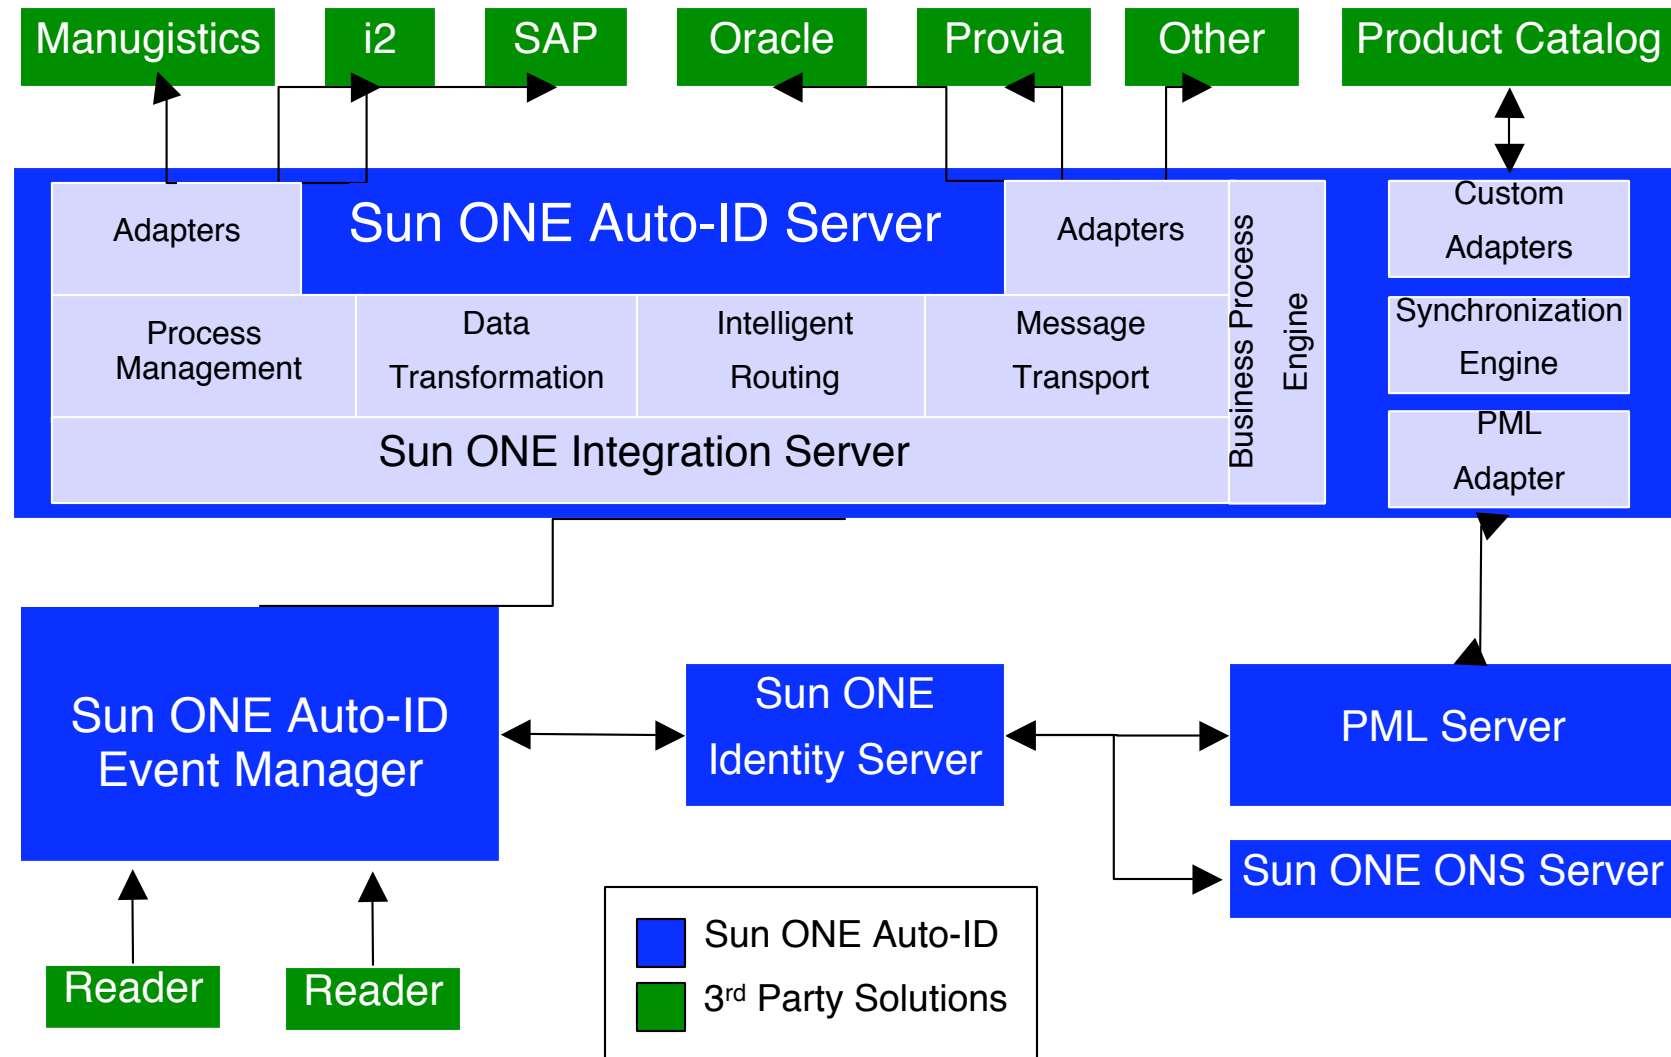 Manugistics
i2
SAP
Oracle
Provia
Other
Product Catalog
Adapters
Sun ONE Auto-ID Server
Adapters
Business Process
Engine
Custom
Adapters
Process
Management
Data
Transformation
Intelligent
Routing
Message
Transport
Synchronization
Engine
Sun ONE Integration Server
PML
Adapter
Sun ONE Auto-ID
Event Manager
Sun ONE
Identity Server
PML Server
Sun ONE ONS Server
Reader
Reader
Sun ONE Auto-ID
3rd Party Solutions